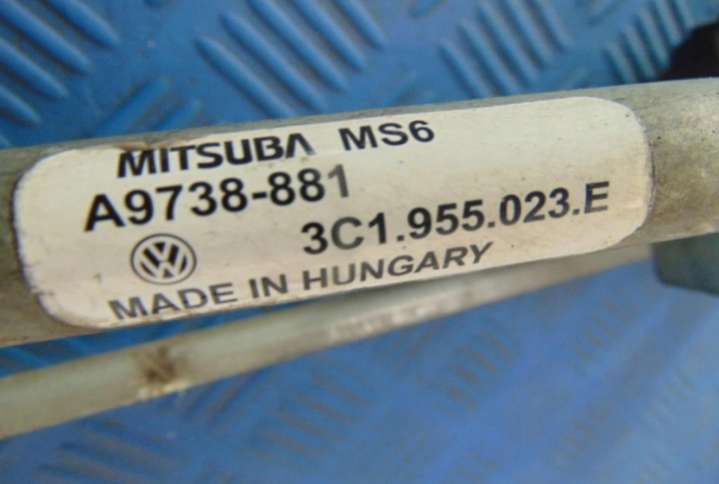 MITSUBA MS6
A9738-881
3C1.955.023.E
MADE IN HUNGARY